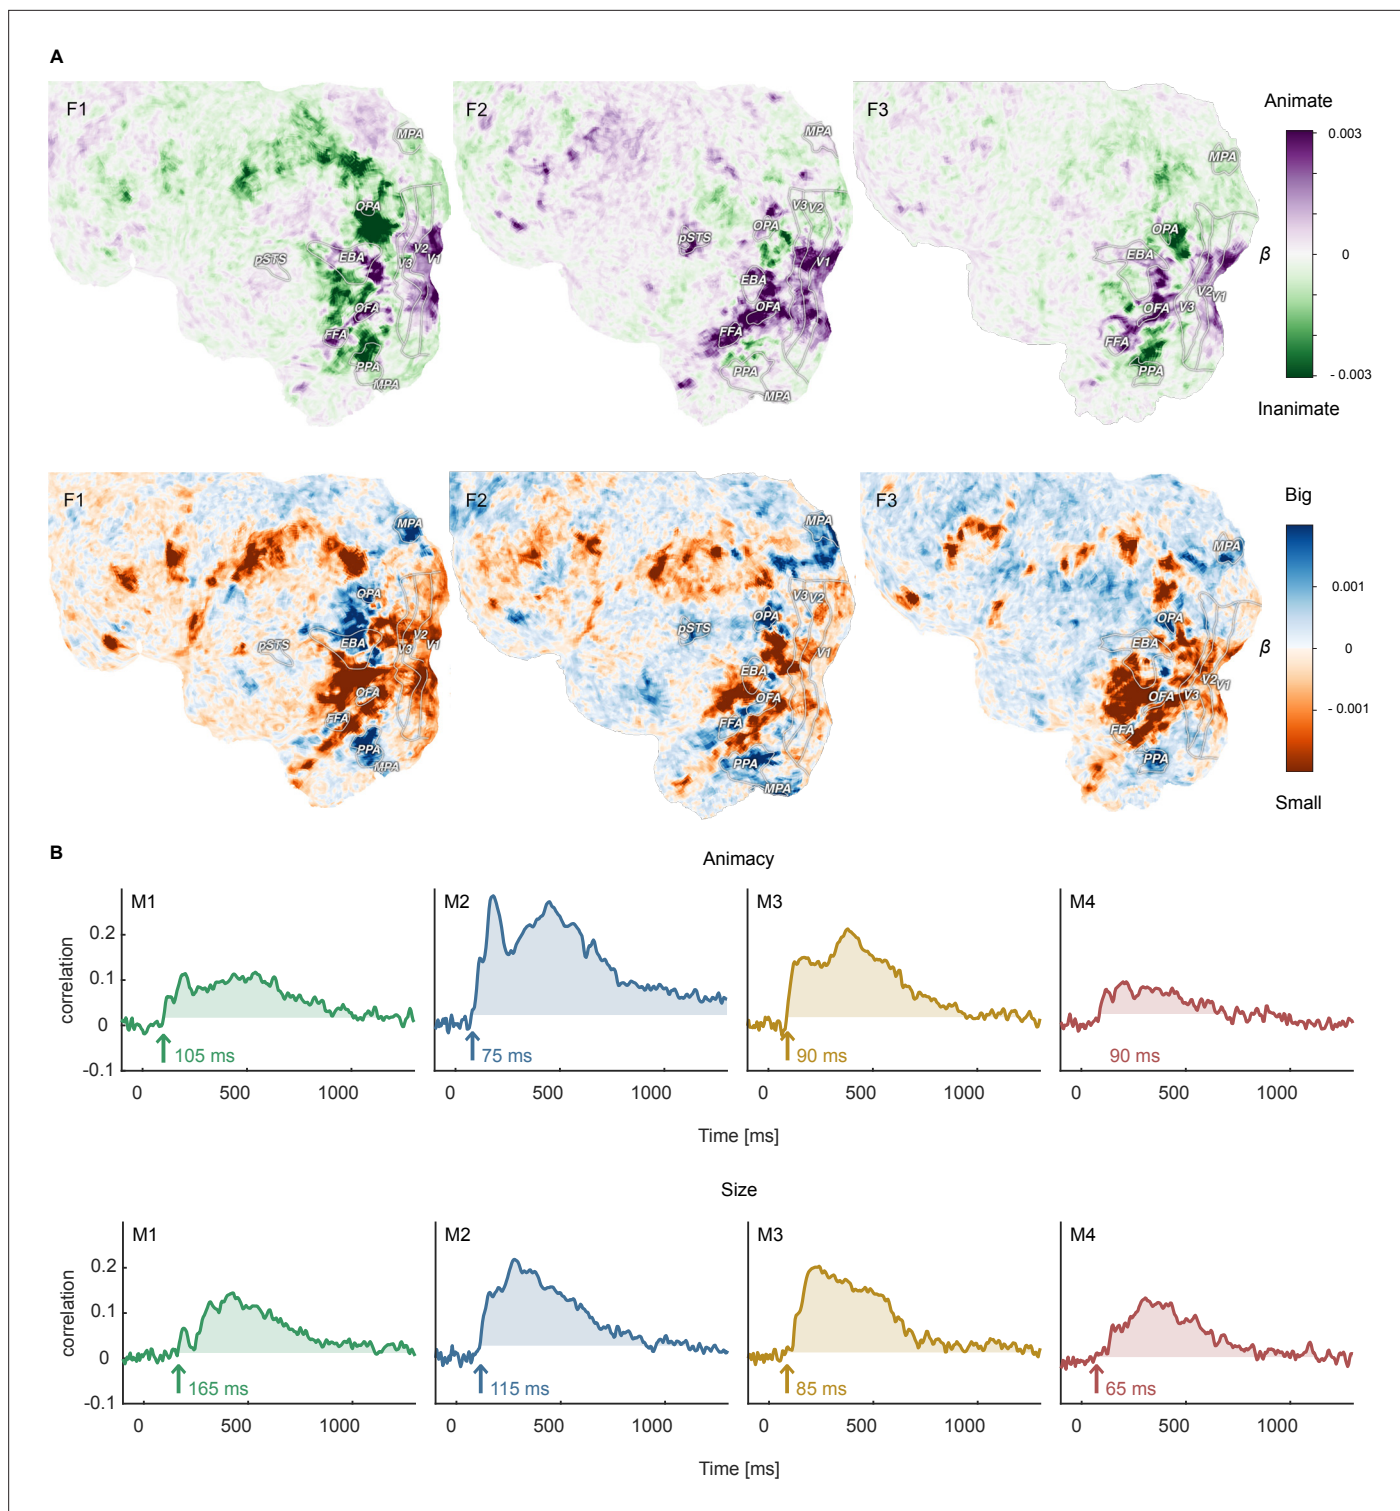 A
F1
F2
F3
Animate
0.003
β
0
- 0.003
Inanimate
MPA
OPA
pSTS
EBA
V2
V1
V3
OFA
FFA
PPA
MPA
MPA
V3
V2
OPA
pSTS
V1
EBA
OFA
FFA
PPA
MPA
MPA
OPA
EBA
V2
V1
OFA
V3
FFA
PPA
F1
F2
F3
Big
0.001
β
0
- 0.001
Small
MPA
OPA
V2
V1
EBA
pSTS
V3
OFA
FFA
PPA
MPA
MPA
V3
V2
OPA
pSTS
V1
EBA
OFA
FFA
PPA
MPA
MPA
OPA
EBA
V2
V1
OFA
V3
FFA
PPA
B
Animacy
M1
M2
M3
M4
correlation
0.2
0.1
0
-0.1
105 ms
75 ms
90 ms
90 ms
0 500 1000
0 500 1000
0 500 1000
0 500 1000
Time [ms]
Size
M1
M2
M3
M4
correlation
0.2
0.1
0
-0.1
165 ms
115 ms
85 ms
65 ms
0 500 1000
0 500 1000
0 500 1000
0 500 1000
Time [ms]